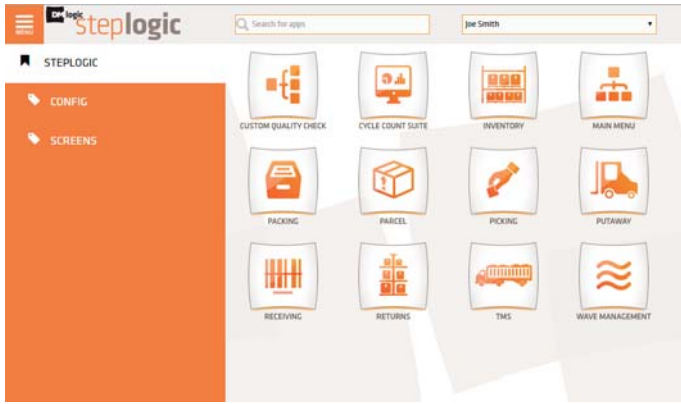 MENU
DMlogic
steplogic
Search for apps
Joe Smith
STEPLOGIC
CONFIG
SCREENS
CUSTOM QUALITY CHECK
CYCLE COUNT SUITE
INVENTORY
MAIN MENU
PACKING
PARCEL
PICKING
PUTAWAY
RECEIVING
RETURNS
TMS
WAVE MANAGEMENT